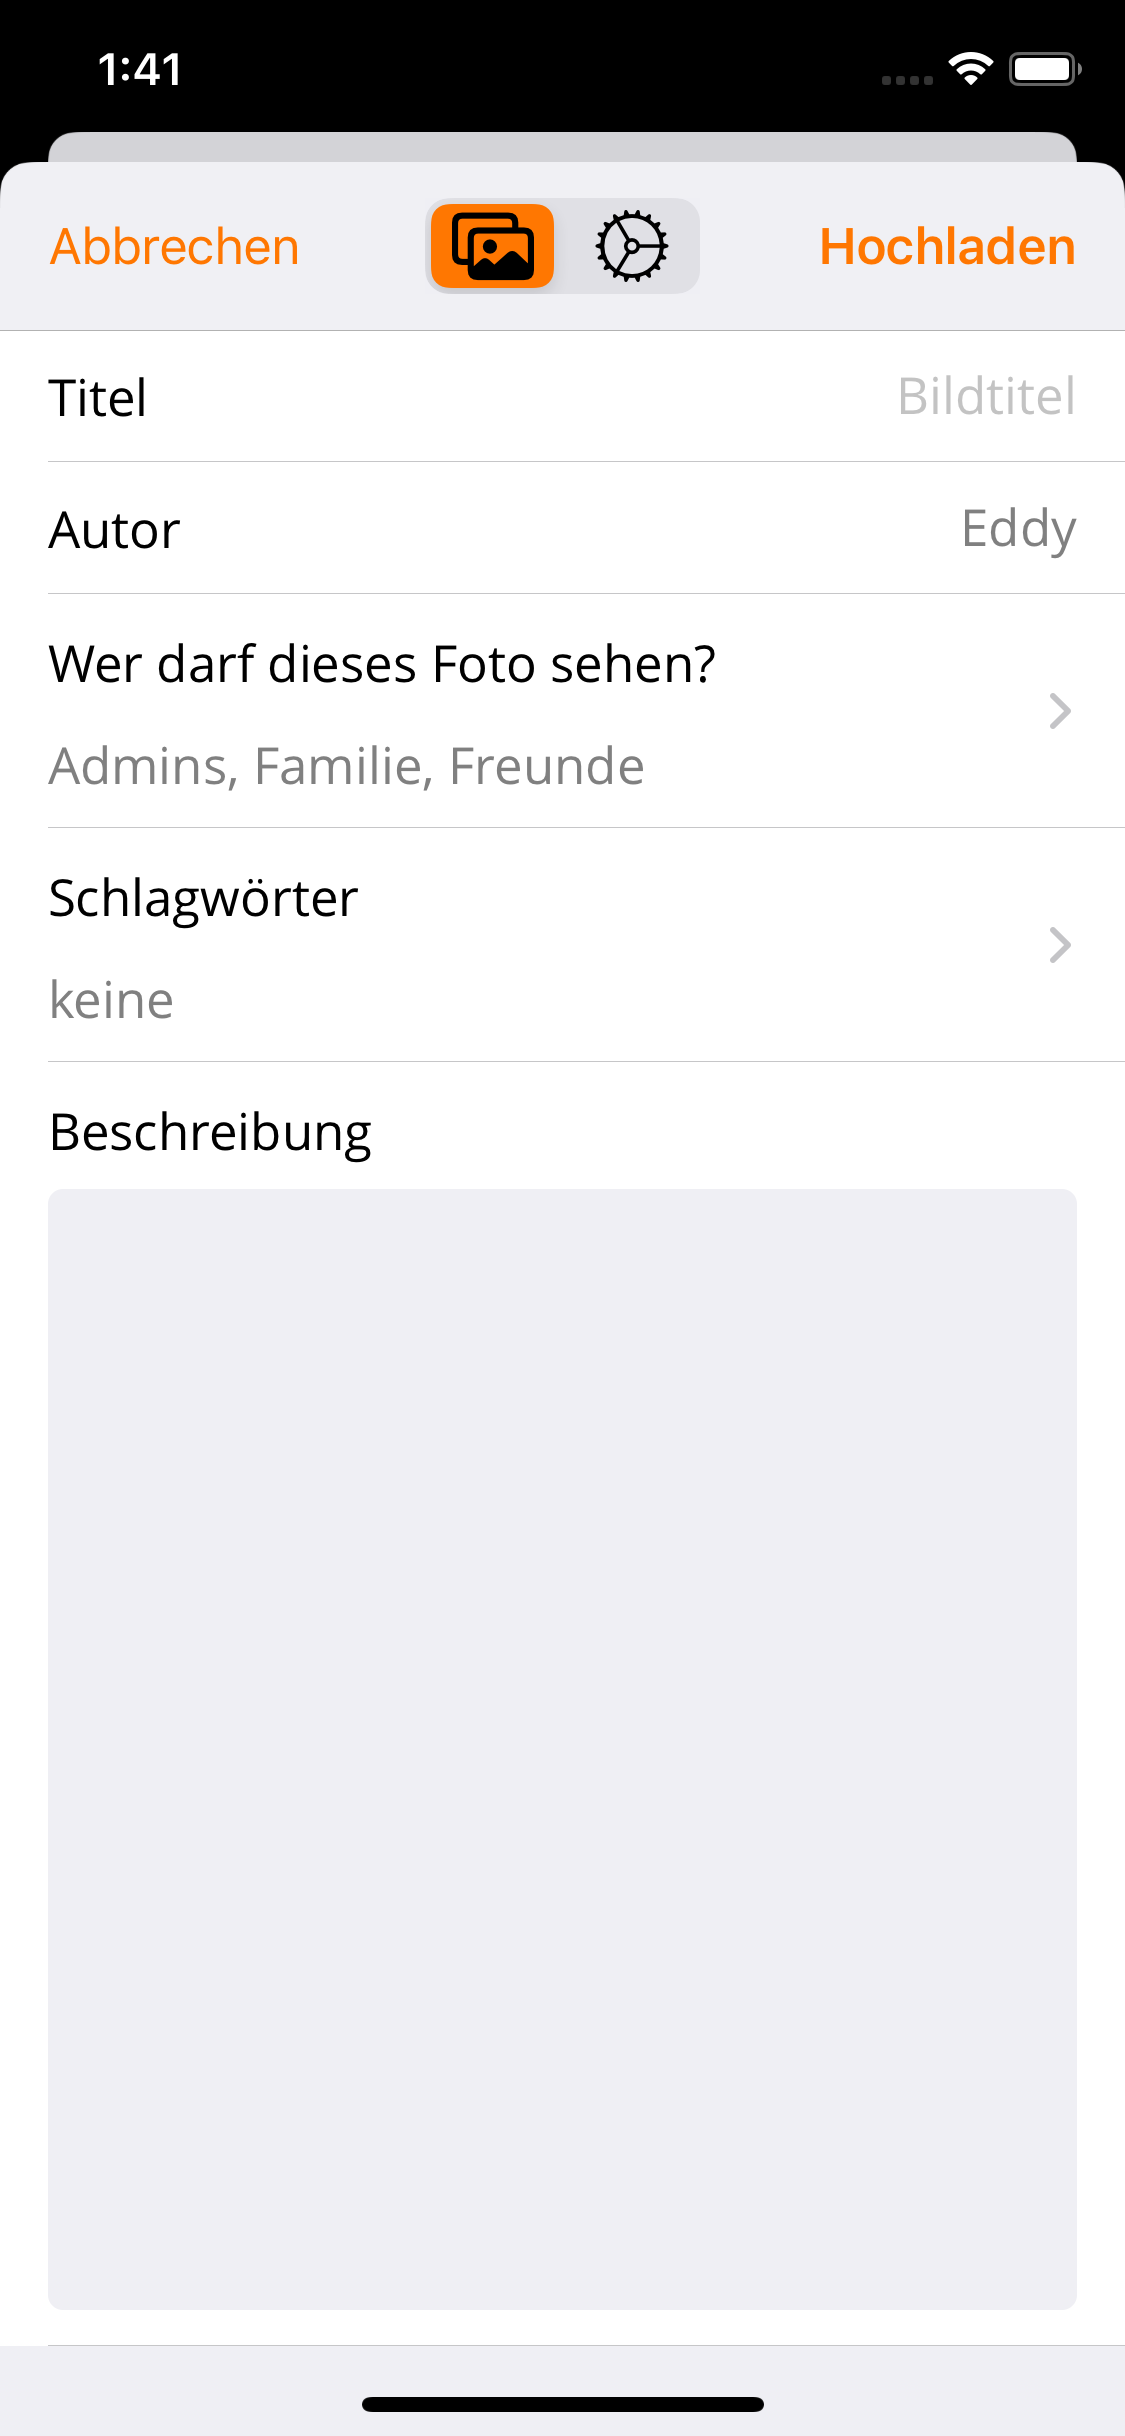 1:41
Abbrechen
Hochladen
Titel
Bildtitel
Autor
Eddy
Wer darf dieses Foto sehen?
Admins, Familie, Freunde
Schlagwörter
keine
Beschreibung